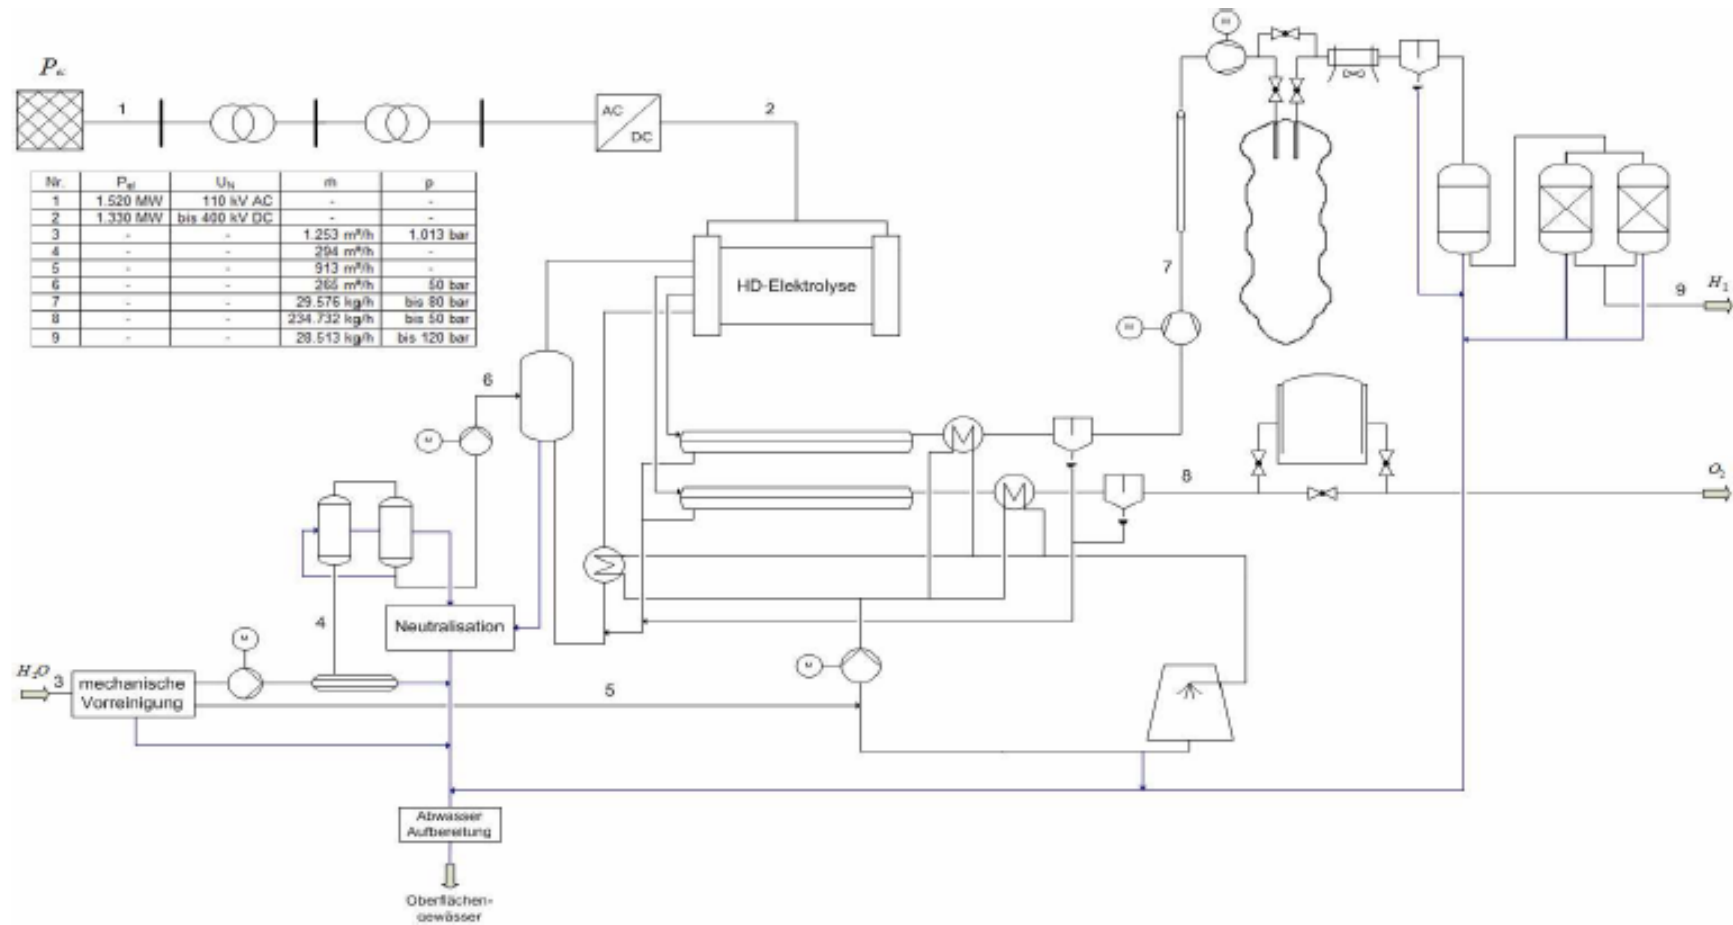 P
1
AC
DC
2
Nr. P_el U_N ṁ p
1 1.520 MW 110 kV AC - -
2 1.330 MW bis 400 kV DC - -
3 - - 1.253 m³/h 1.013 bar
4 - - 294 m³/h -
5 - - 913 m³/h -
6 - - 265 m³/h 50 bar
7 - - 29.576 kg/h bis 80 bar
8 - - 234.732 kg/h bis 50 bar
9 - - 28.513 kg/h bis 120 bar
M
HD-Elektrolyse
7
M
9
H₂
6
M
8
O₂
4
Neutralisation
M
M
H₂O
3
mechanische
Vorreinigung
5
Abwasser
Aufbereitung
Oberflächen-
gewässer